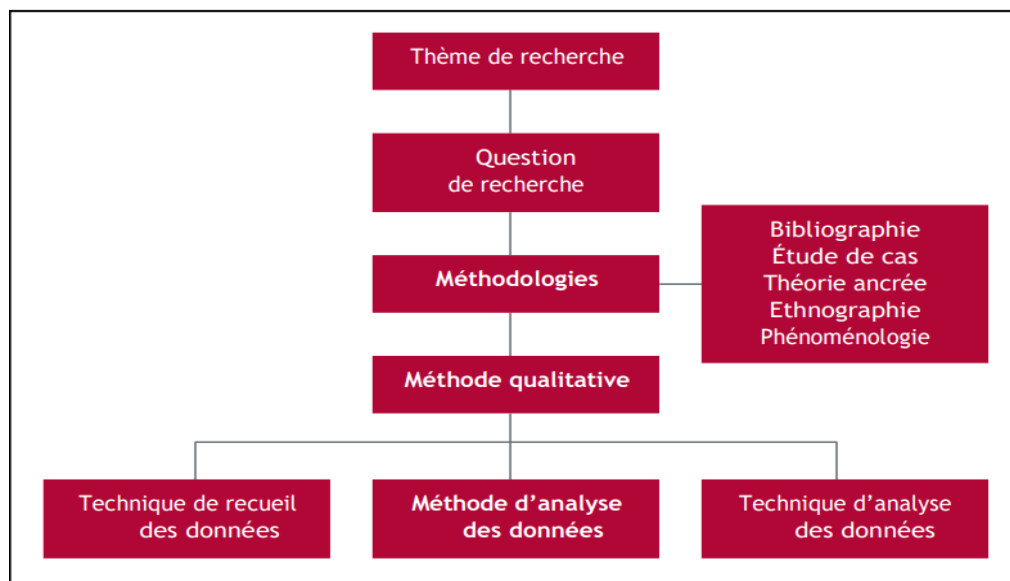 Thème de recherche
Question
de recherche
Méthodologies
Bibliographie
Étude de cas
Théorie ancrée
Ethnographie
Phénoménologie
Méthode qualitative
Technique de recueil
des données
Méthode d'analyse
des données
Technique d'analyse
des données